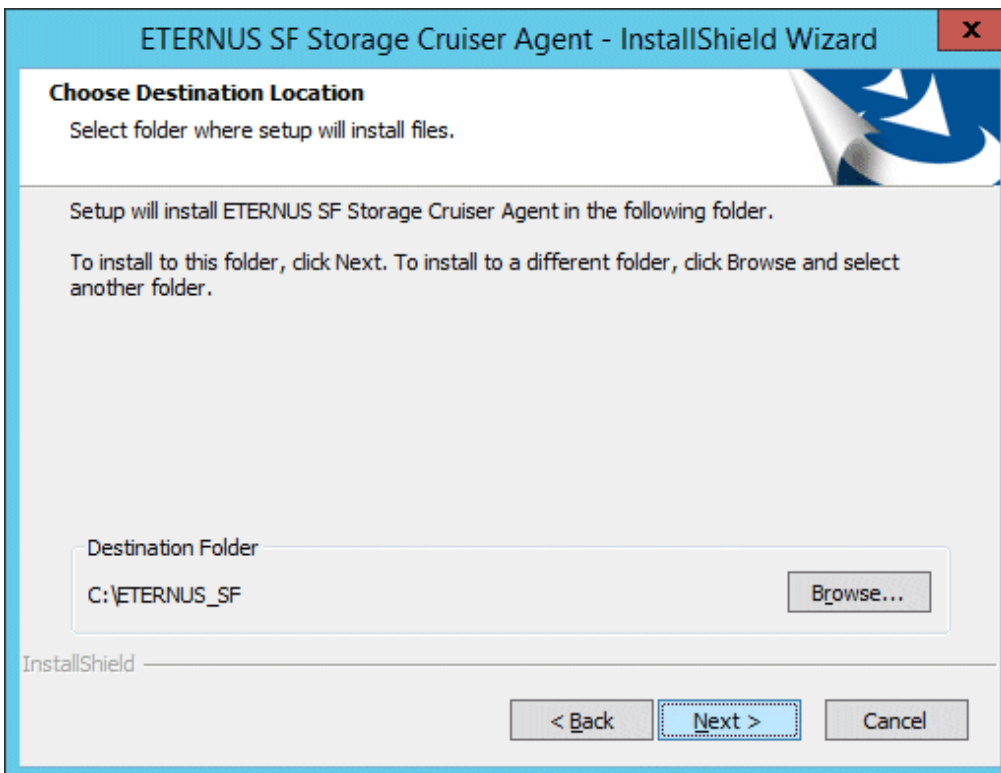 ETERNUS SF Storage Cruiser Agent - InstallShield Wizard
x
Choose Destination Location
Select folder where setup will install files.
Setup will install ETERNUS SF Storage Cruiser Agent in the following folder.
To install to this folder, click Next. To install to a different folder, click Browse and select
another folder.
Destination Folder
C:\ETERNUS_SF
Browse...
InstallShield
< Back
Next >
Cancel